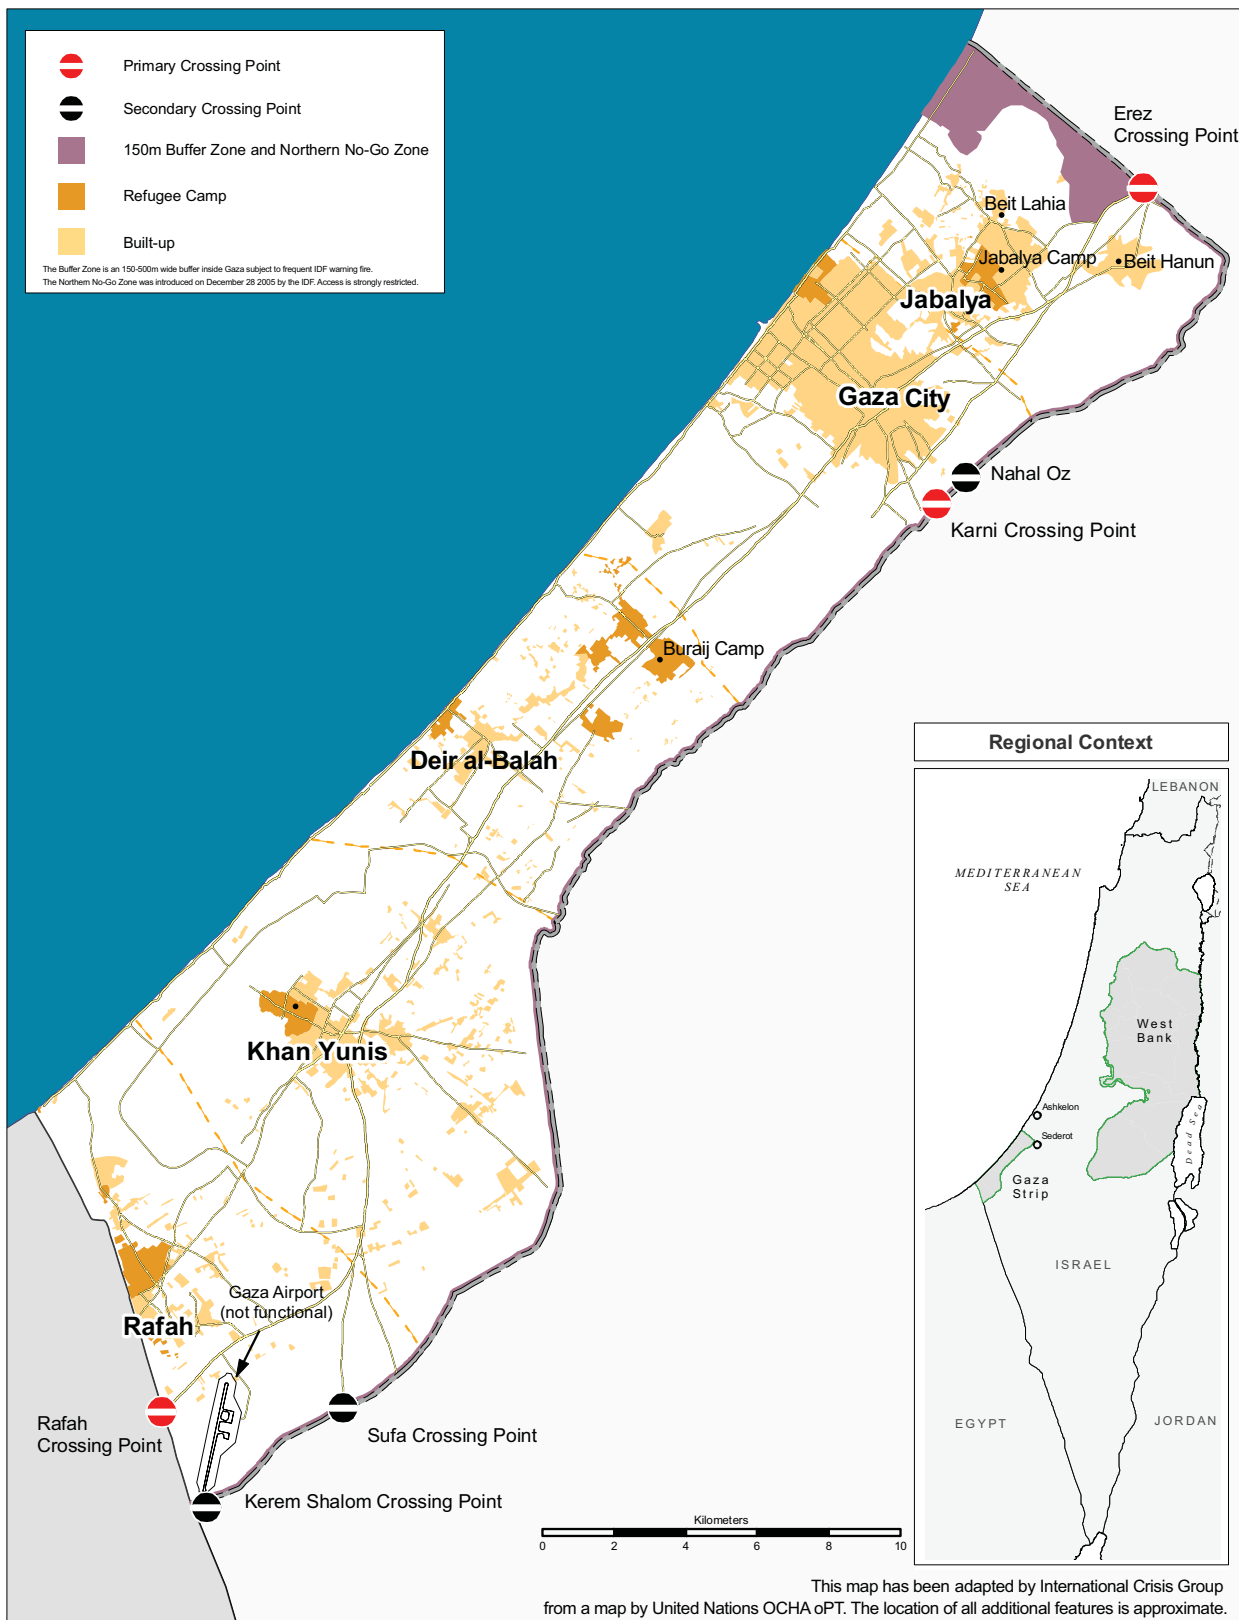 Primary Crossing Point
Secondary Crossing Point
150m Buffer Zone and Northern No-Go Zone
Refugee Camp
Built-up
The Buffer Zone is an 150-500m wide buffer inside Gaza subject to frequent IDF warning fire.
The Northern No-Go Zone was introduced on December 28 2005 by the IDF. Access is strongly restricted.
Erez
Crossing Point
Beit Lahia
Jabalya Camp
Beit Hanun
Jabalya
Gaza City
Nahal Oz
Karni Crossing Point
Buraij Camp
Deir al-Balah
Khan Yunis
Gaza Airport
(not functional)
Rafah
Rafah
Crossing Point
Sufa Crossing Point
Kerem Shalom Crossing Point
Regional Context
LEBANON
MEDITERRANEAN
SEA
West
Bank
Ashkelon
Sederot
Dead Sea
Gaza
Strip
ISRAEL
EGYPT
JORDAN
Kilometers
0 2 4 6 8 10
This map has been adapted by International Crisis Group
from a map by United Nations OCHA oPT. The location of all additional features is approximate.